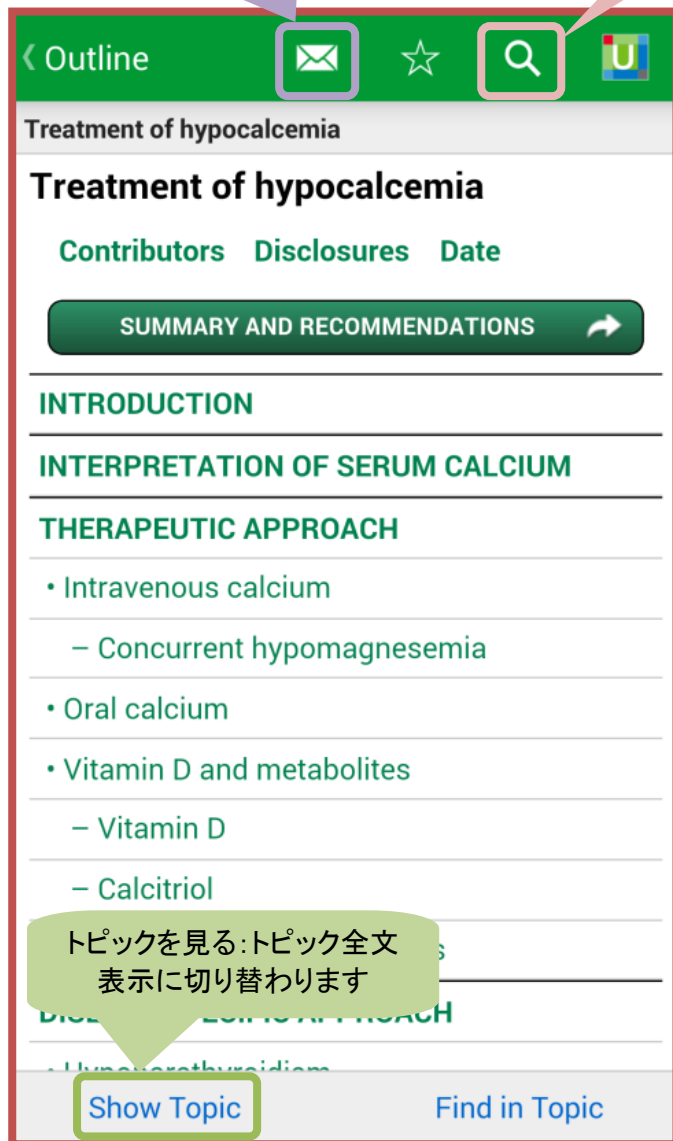 Outline
U
Treatment of hypocalcemia
Treatment of hypocalcemia
Contributors Disclosures Date
SUMMARY AND RECOMMENDATIONS
INTRODUCTION
INTERPRETATION OF SERUM CALCIUM
THERAPEUTIC APPROACH
• Intravenous calcium
– Concurrent hypomagnesemia
• Oral calcium
• Vitamin D and metabolites
– Vitamin D
– Calcitriol
トピックを見る:トピック全文
表示に切り替わります
APPROACH
Show Topic Find in Topic